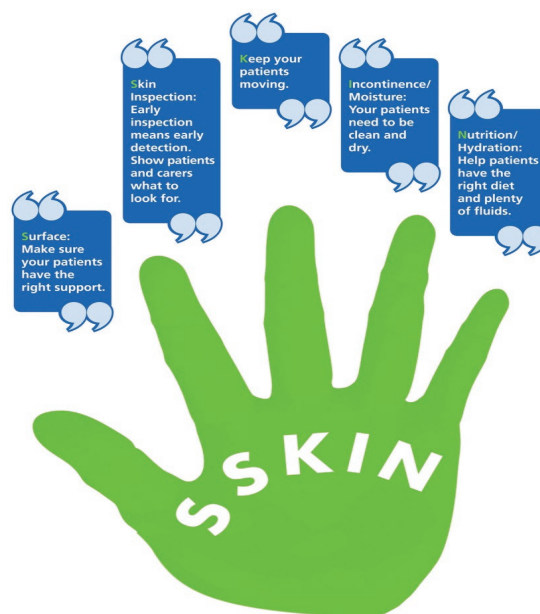 Surface:
Make sure
your patients
have the
right support.
Skin
Inspection:
Early
inspection
means early
detection.
Show patients
and carers
what to
look for.
Keep your
patients
moving.
Incontinence/
Moisture:
Your patients
need to be
clean and
dry.
Nutrition/
Hydration:
Help patients
have the
right diet
and plenty
of fluids.
SSKIN